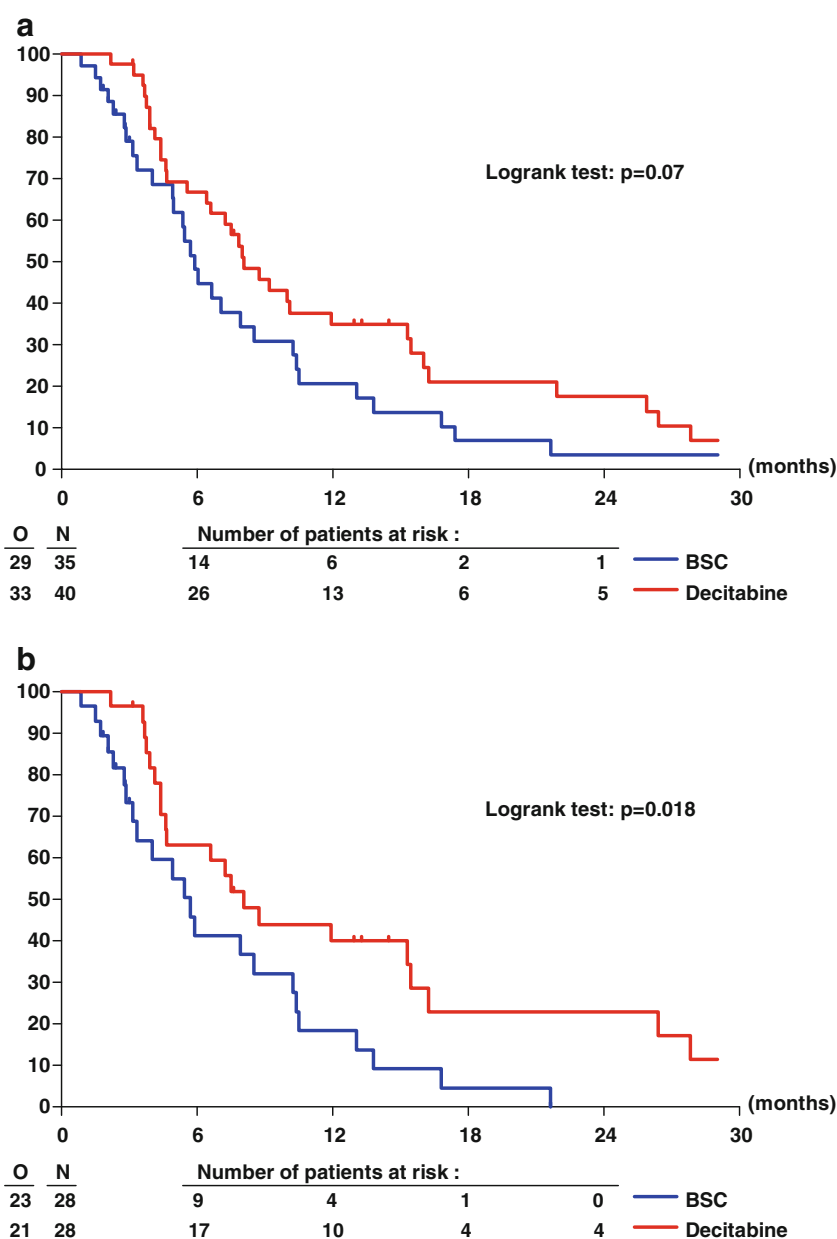 a
100
90
80
70
60
50
40
30
20
10
0
Logrank test: p=0.07
(months)
0 6 12 18 24 30
O N Number of patients at risk :
29 35 14 6 2 1 BSC
33 40 26 13 6 5 Decitabine
b
100
90
80
70
60
50
40
30
20
10
0
Logrank test: p=0.018
(months)
0 6 12 18 24 30
O N Number of patients at risk :
23 28 9 4 1 0 BSC
21 28 17 10 4 4 Decitabine